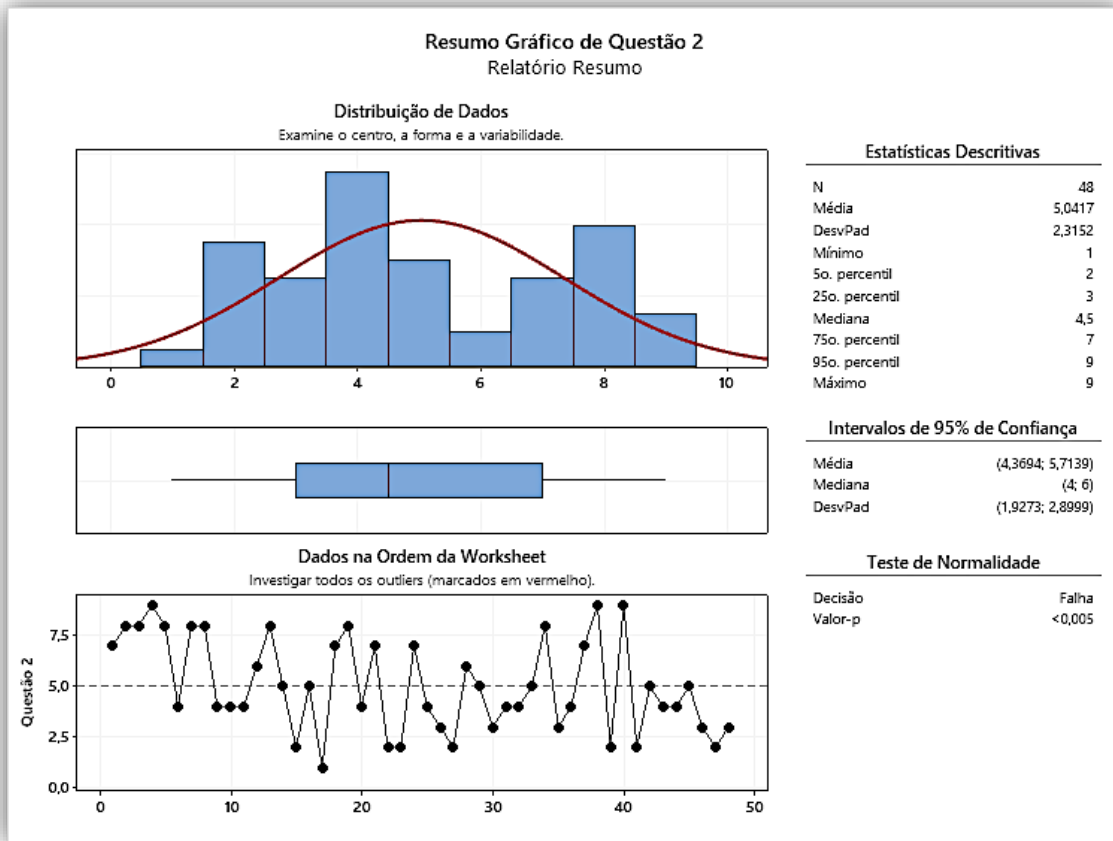 Resumo Gráfico de Questão 2
Relatório Resumo
Distribuição de Dados
Examine o centro, a forma e a variabilidade.
0 2 4 6 8 10
Dados na Ordem da Worksheet
Investigar todos os outliers (marcados em vermelho).
Questão 2
7,5
5,0
2,5
0,0
0 10 20 30 40 50
Estatísticas Descritivas
N 48
Média 5,0417
DesvPad 2,3152
Mínimo 1
5o. percentil 2
25o. percentil 3
Mediana 4,5
75o. percentil 7
95o. percentil 9
Máximo 9
Intervalos de 95% de Confiança
Média (4,3694; 5,7139)
Mediana (4; 6)
DesvPad (1,9273; 2,8999)
Teste de Normalidade
Decisão Falha
Valor-p <0,005